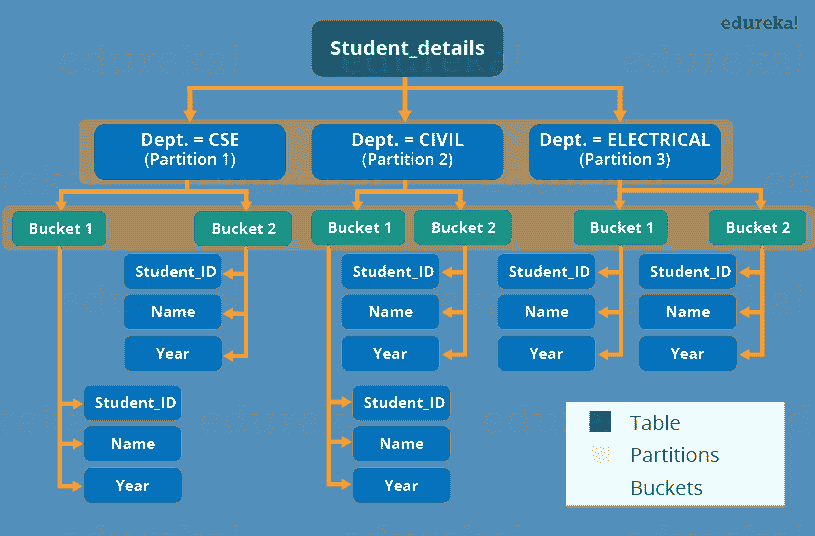 edureka!
Student_details
Dept. = CSE
(Partition 1)
Dept. = CIVIL
(Partition 2)
Dept. = ELECTRICAL
(Partition 3)
Bucket 1
Bucket 2
Bucket 1
Bucket 2
Bucket 1
Bucket 2
Student_ID
Name
Year
Student_ID
Name
Year
Student_ID
Name
Year
Student_ID
Name
Year
Student_ID
Name
Year
Student_ID
Name
Year
Table
Partitions
Buckets